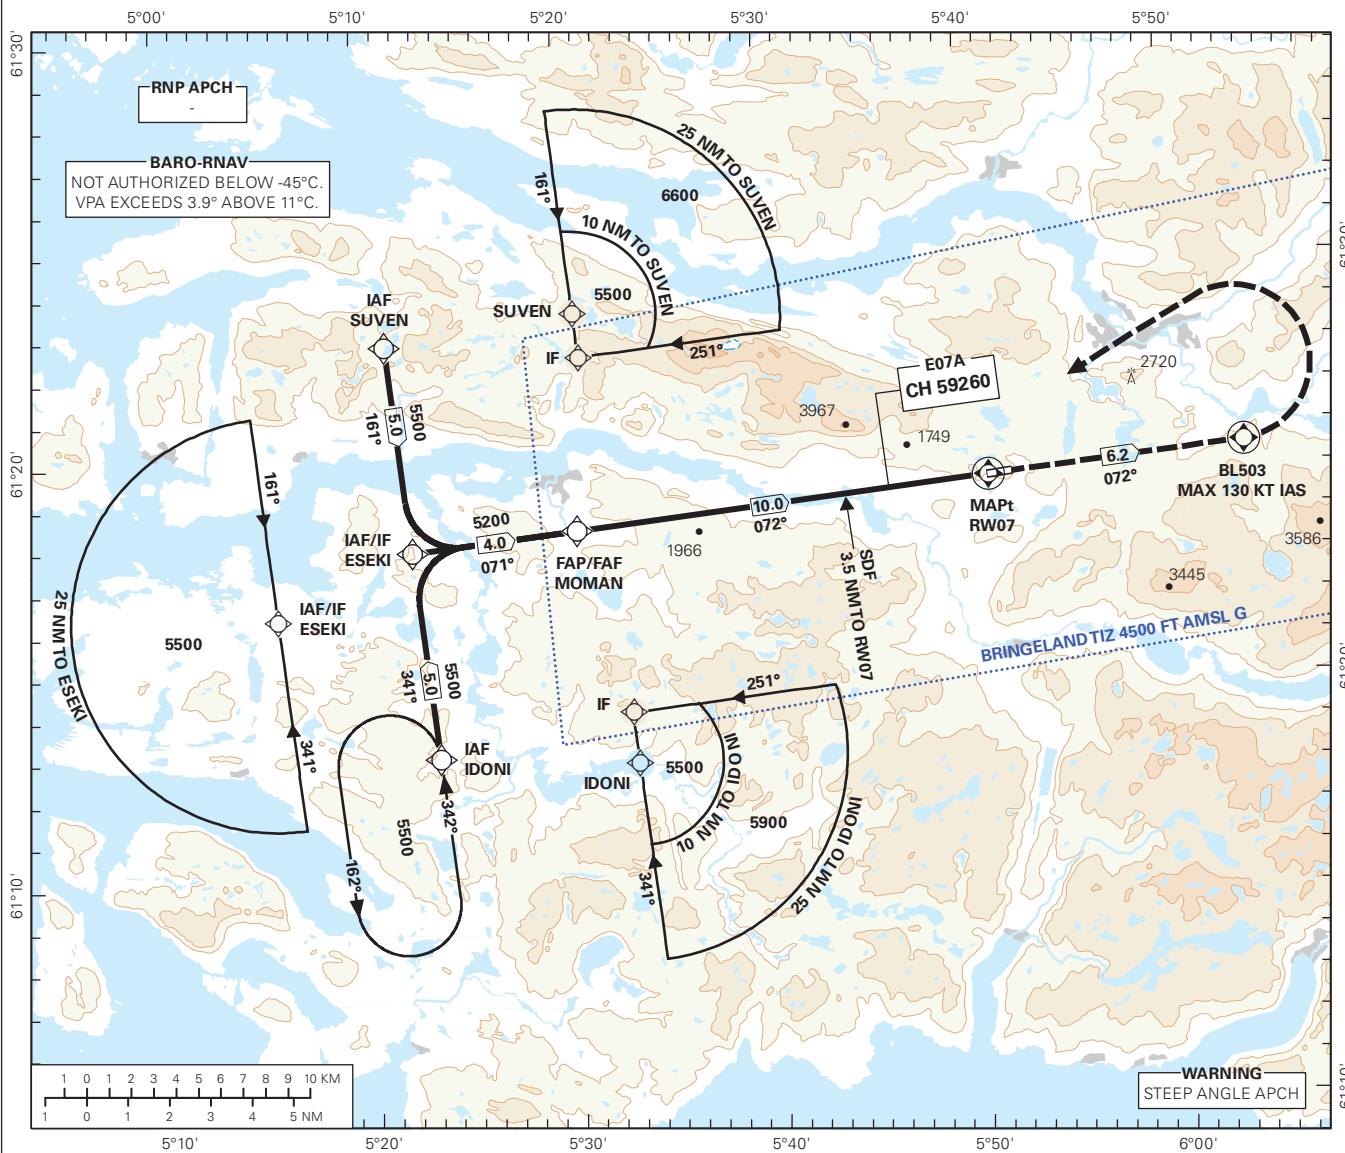 5°00'
5°10'
5°20'
5°30'
5°40'
5°50'
61°30'
RNP APCH
-
BARO-RNAV
NOT AUTHORIZED BELOW -45°C.
VPA EXCEEDS 3.9° ABOVE 11°C.
25 NM TO SUVEN
161°
6600
10 NM TO SUVEN
5500
SUVEN
IF
251°
IAF
SUVEN
5500
5.0
161°
E07A
CH 59260
2720
3967
1749
61°20'
161°
5200
4.0
071°
IAF/IF
ESEKI
FAP/FAF
MOMAN
10.0
072°
1966
MAPt
RW07
6.2
072°
BL503
MAX 130 KT IAS
3586
3445
SDF
3.5 NM TO RW07
BRINGELAND TIZ 4500 FT AMSL G
25 NM TO ESEKI
5500
IAF/IF
ESEKI
341°
5500
5.0
341°
IAF
IDONI
342°
5500
162°
IF
251°
IDONI
5500
10 NM TO IDONI
5900
25 NM TO IDONI
341°
61°20'
61°20'
61°10'
61°10'
1 0 1 2 3 4 5 6 7 8 9 10 KM
1 0 1 2 3 4 5 NM
WARNING
STEEP ANGLE APCH
5°10'
5°20'
5°30'
5°40'
5°50'
6°00'